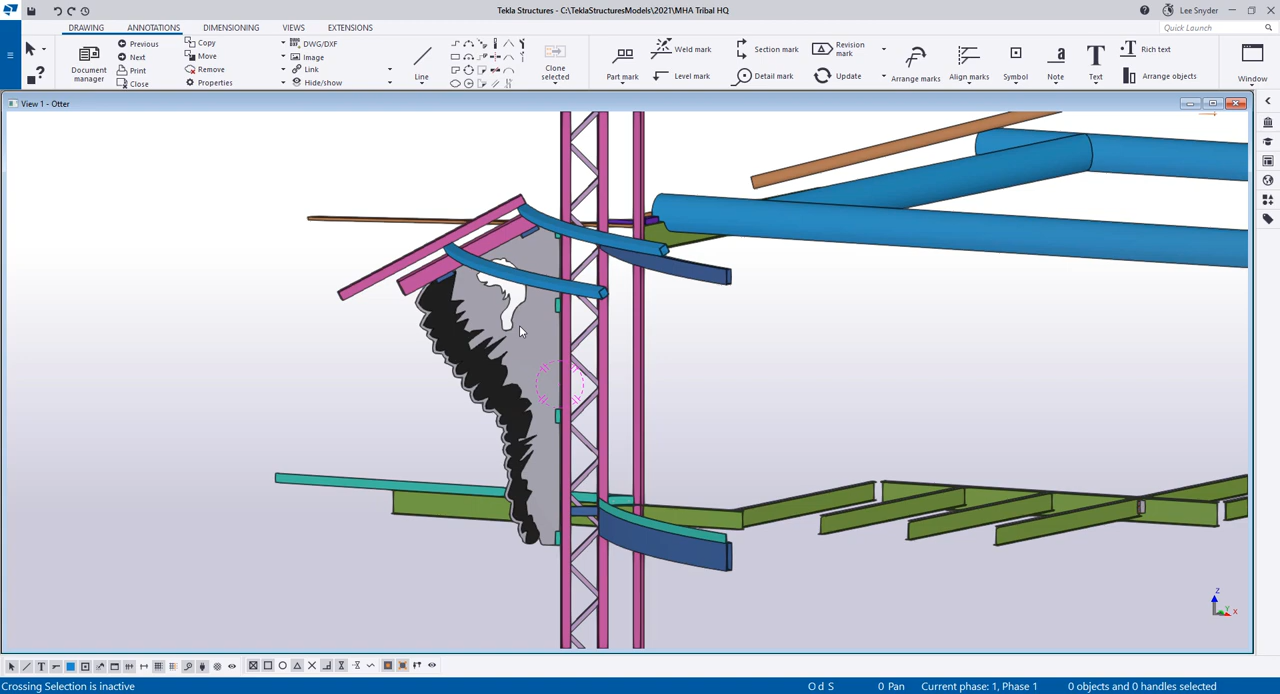 Tekla Structures - C:\TeklaStructuresModels\2021\MHA Tribal HQ
Lee Snyder
DRAWING ANNOTATIONS DIMENSIONING VIEWS EXTENSIONS
Quick Launch
Document manager
Previous
Next
Print
Close
Copy
Move
Remove
Properties
DWG/DXF
Image
Link
Hide/show
Line
Clone selected
Part mark
Weld mark
Level mark
Section mark
Detail mark
Revision mark
Update
Arrange marks
Align marks
Symbol
Note
Text
Rich text
Arrange objects
Window
View 1 - Otter
Z
Y
X
Crossing Selection is inactive
O d S
0 Pan
Current phase: 1, Phase 1
0 objects and 0 handles selected